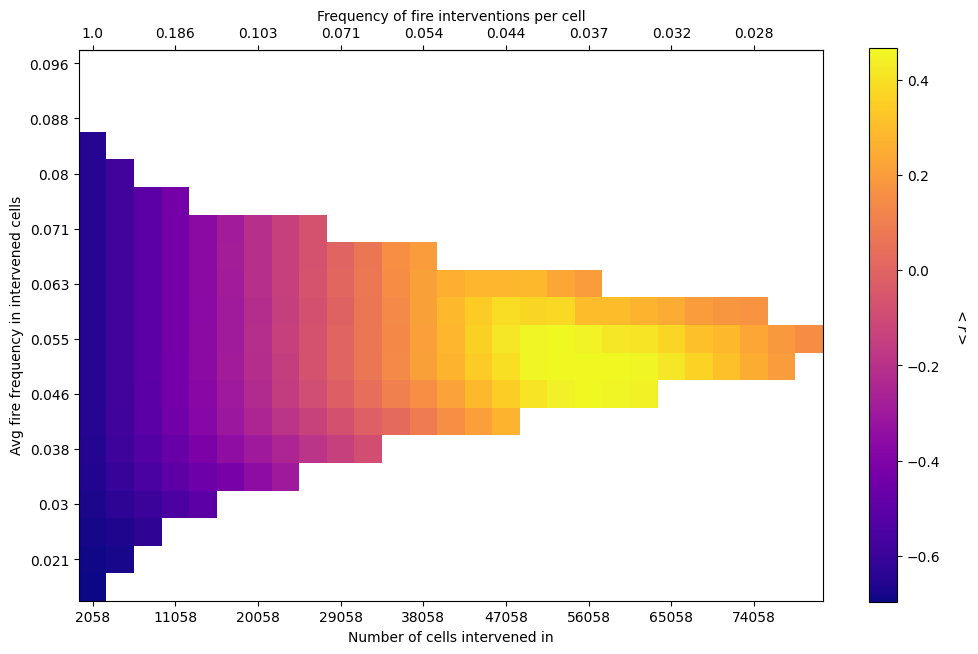 Frequency of fire interventions per cell
1.0 0.186 0.103 0.071 0.054 0.044 0.037 0.032 0.028
Avg fire frequency in intervened cells
0.096
0.088
0.08
0.071
0.063
0.055
0.046
0.038
0.03
0.021
2058 11058 20058 29058 38058 47058 56058 65058 74058
Number of cells intervened in
0.4
0.2
0.0
−0.2
−0.4
−0.6
< r >